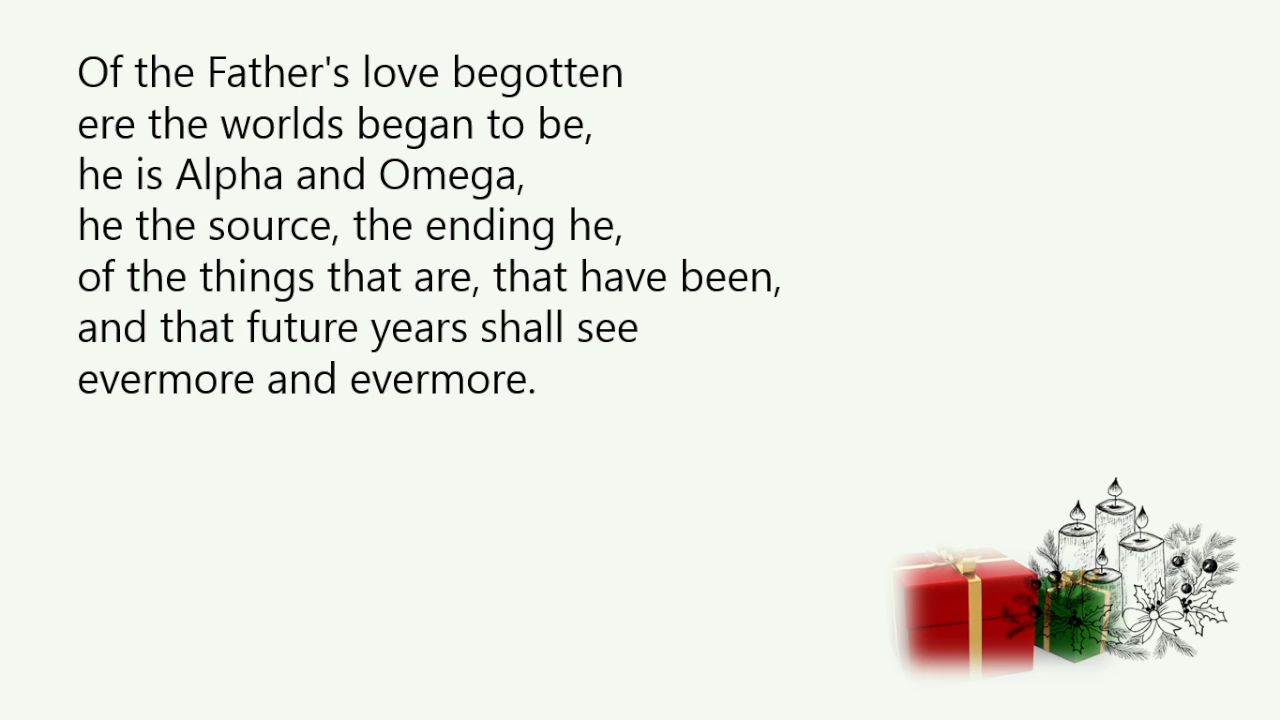 Of the Father's love begotten
ere the worlds began to be,
he is Alpha and Omega,
he the source, the ending he,
of the things that are, that have been,
and that future years shall see
evermore and evermore.